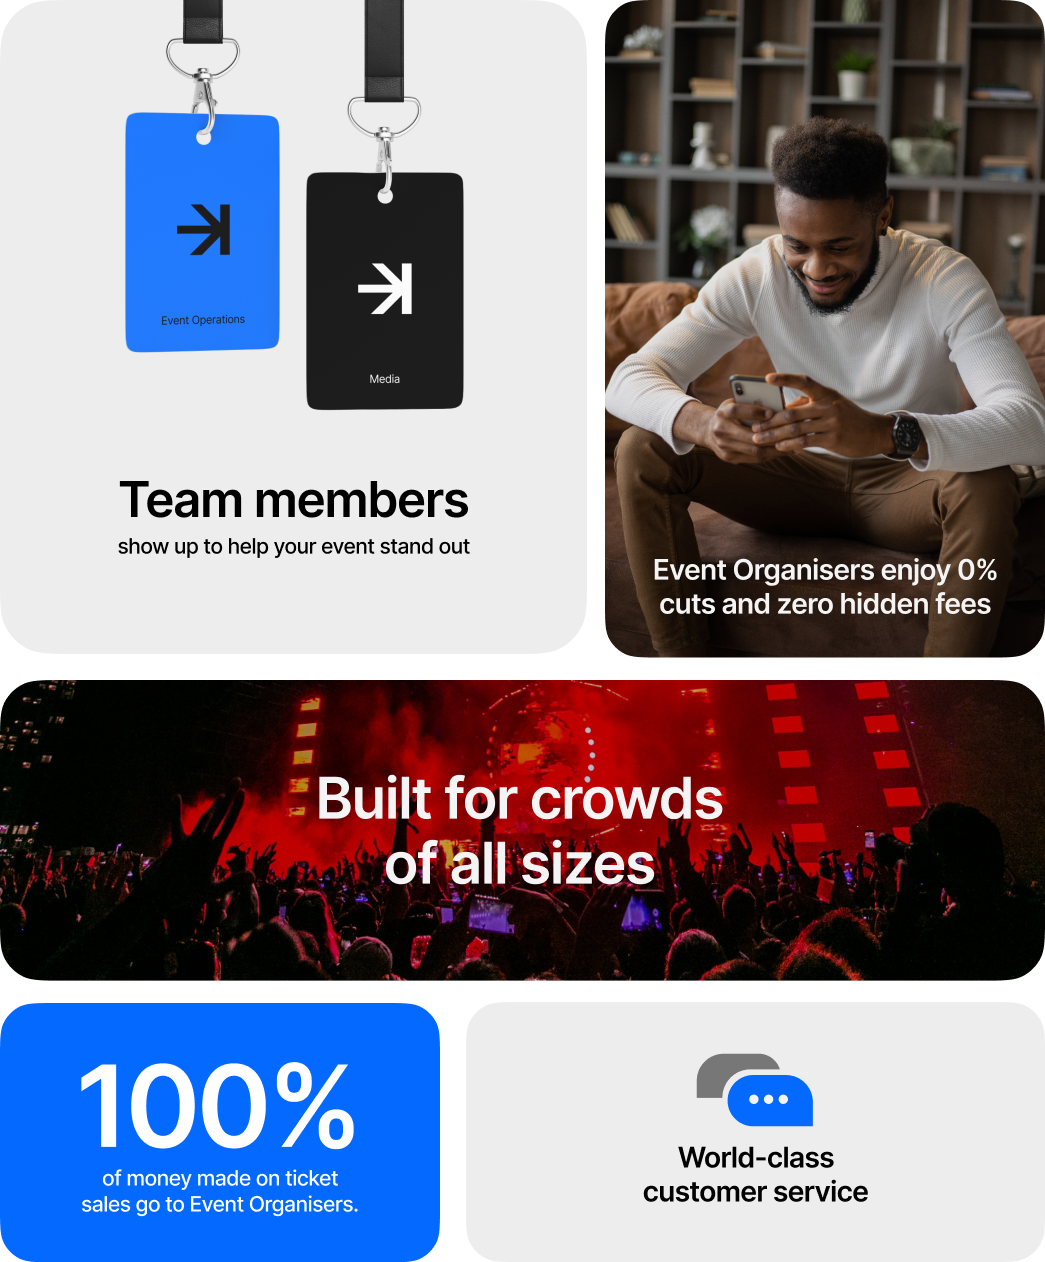 Event Operations
Media
Team members
show up to help your event stand out
Event Organisers enjoy 0%
cuts and zero hidden fees
Built for crowds
of all sizes
100%
of money made on ticket
sales go to Event Organisers.
World-class
customer service